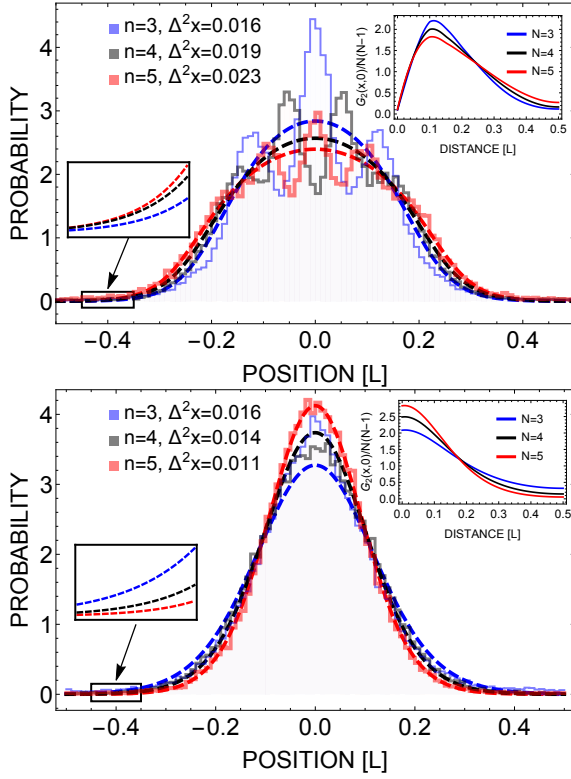 n=3, Δ²x=0.016
n=4, Δ²x=0.019
n=5, Δ²x=0.023
PROBABILITY
4
3
2
1
0
−0.4 −0.2 0.0 0.2 0.4
POSITION [L]
G₂(x,0)/N(N−1)
2.0
1.5
1.0
0.5
0.0
0.0 0.1 0.2 0.3 0.4 0.5
DISTANCE [L]
N=3
N=4
N=5
n=3, Δ²x=0.016
n=4, Δ²x=0.014
n=5, Δ²x=0.011
PROBABILITY
4
3
2
1
0
−0.4 −0.2 0.0 0.2 0.4
POSITION [L]
G₂(x,0)/N(N−1)
2.5
2.0
1.5
1.0
0.5
0.0
0.0 0.1 0.2 0.3 0.4 0.5
DISTANCE [L]
N=3
N=4
N=5